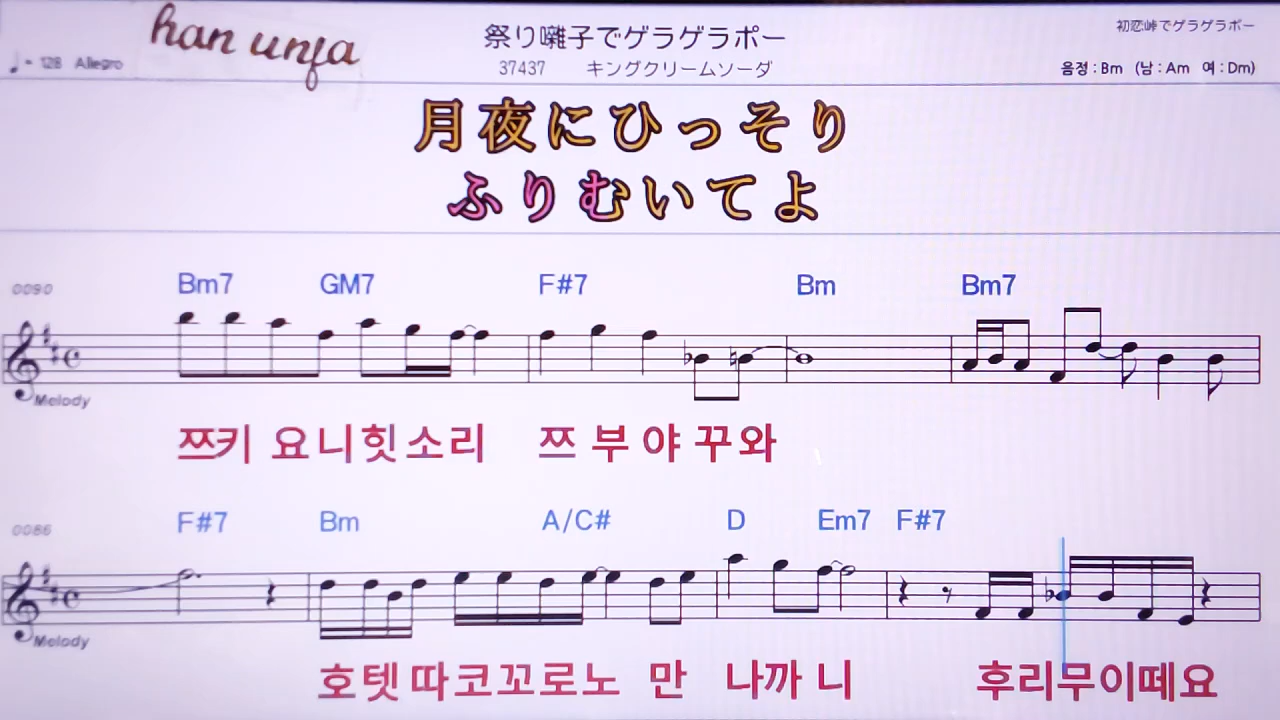 han unfa
祭り囃子でゲラゲラポー
初恋峠でゲラゲラポー
♩= 128 Allegro
37437 キングクリームソーダ
음정 : Bm (남 : Am 여 : Dm)
月夜にひっそり
ふりむいてよ
0090 Bm7 GM7 F#7 Bm Bm7
Melody
쯔키 요니힛소리 쯔 부 야 꾸와
0086 F#7 Bm A/C# D Em7 F#7
Melody
호텟따코꼬로노 만 나까 니 후리무이떼요